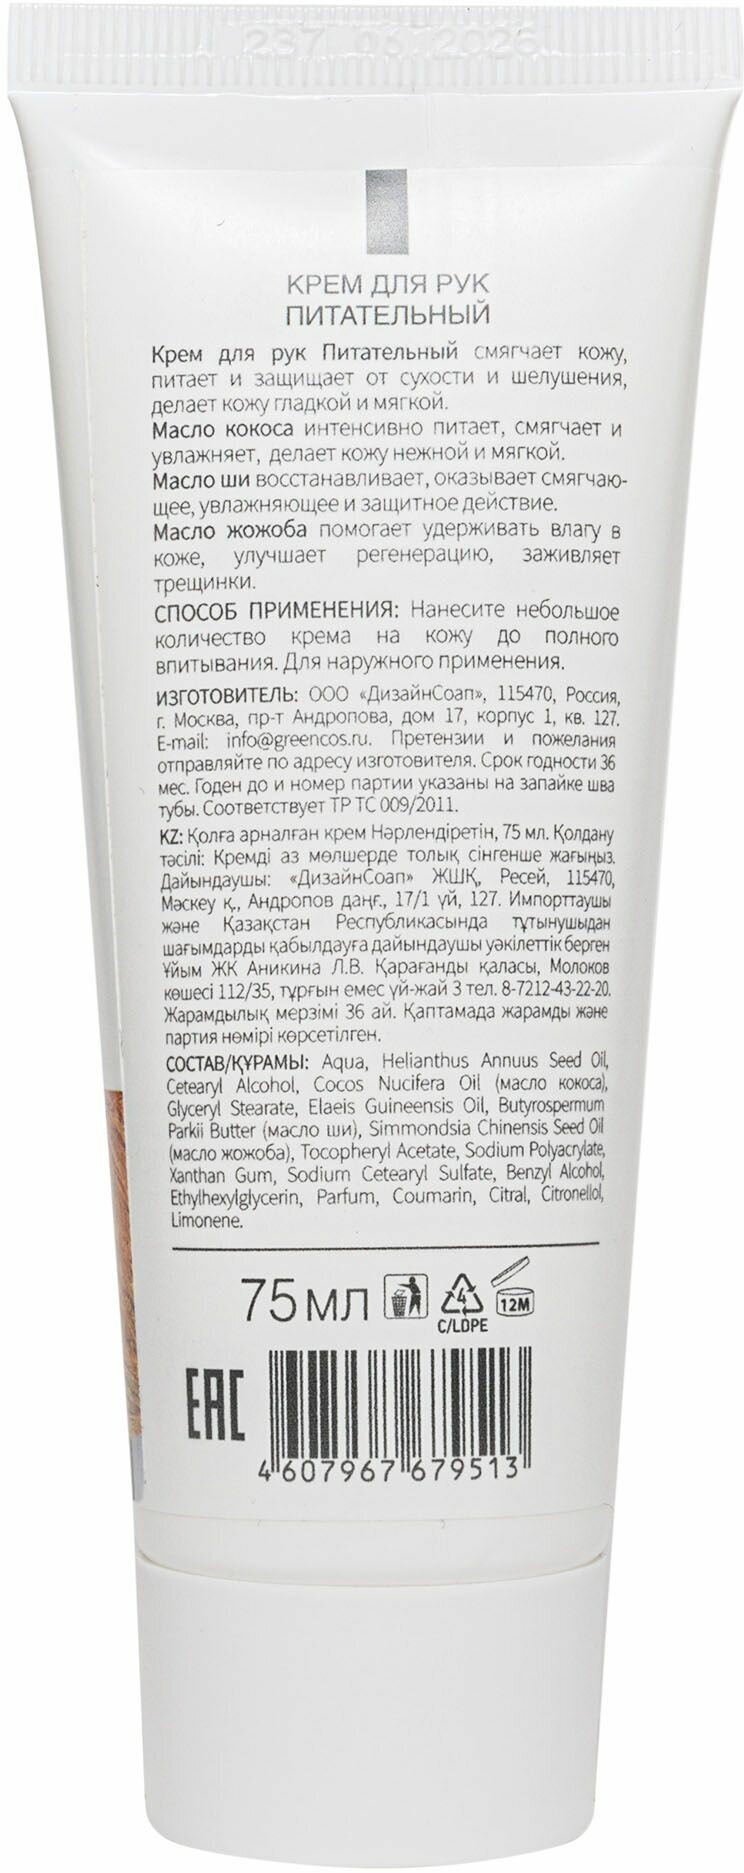 237 06 2026
КРЕМ ДЛЯ РУК
ПИТАТЕЛЬНЫЙ
Крем для рук Питательный смягчает кожу,
питает и защищает от сухости и шелушения,
делает кожу гладкой и мягкой.
Масло кокоса интенсивно питает, смягчает и
увлажняет, делает кожу нежной и мягкой.
Масло ши восстанавливает, оказывает смягчаю-
щее, увлажняющее и защитное действие.
Масло жожоба помогает удерживать влагу в
коже, улучшает регенерацию, заживляет
трещинки.
СПОСОБ ПРИМЕНЕНИЯ: Нанесите небольшое
количество крема на кожу до полного
впитывания. Для наружного применения.
ИЗГОТОВИТЕЛЬ: ООО «ДизайнСоап», 115470, Россия,
г. Москва, пр-т Андропова, дом 17, корпус 1, кв. 127.
E-mail: info@greencos.ru. Претензии и пожелания
отправляйте по адресу изготовителя. Срок годности 36
мес. Годен до и номер партии указаны на запайке шва
тубы. Соответствует ТР ТС 009/2011.
KZ: Қолға арналған крем Нәрлендіретін, 75 мл. Қолдану
тәсілі: Кремді аз мөлшерде толық сіңгенше жағыңыз.
Дайындаушы: «ДизайнСоап» ЖШҚ, Ресей, 115470,
Мәскеу қ., Андропов даңғ., 17/1 үй, 127. Импорттаушы
және Қазақстан Республикасында тұтынушыдан
шағымдарды қабылдауға дайындаушы уәкілеттік берген
Ұйым ЖК Аникина Л.В. Қарағанды қаласы, Молоков
көшесі 112/35, тұрғын емес үй-жай 3 тел. 8-7212-43-22-20.
Жарамдылық мерзімі 36 ай. Қаптамада жарамды және
партия нөмірі көрсетілген.
СОСТАВ/ҚҰРАМЫ: Aqua, Helianthus Annuus Seed Oil,
Cetearyl Alcohol, Cocos Nucifera Oil (масло кокоса),
Glyceryl Stearate, Elaeis Guineensis Oil, Butyrospermum
Parkii Butter (масло ши), Simmondsia Chinensis Seed Oil
(масло жожоба), Tocopheryl Acetate, Sodium Polyacrylate,
Xanthan Gum, Sodium Cetearyl Sulfate, Benzyl Alcohol,
Ethylhexylglycerin, Parfum, Coumarin, Citral, Citronellol,
Limonene.
75 мл
4
C/LDPE
12M
EAC
4 607967 679513